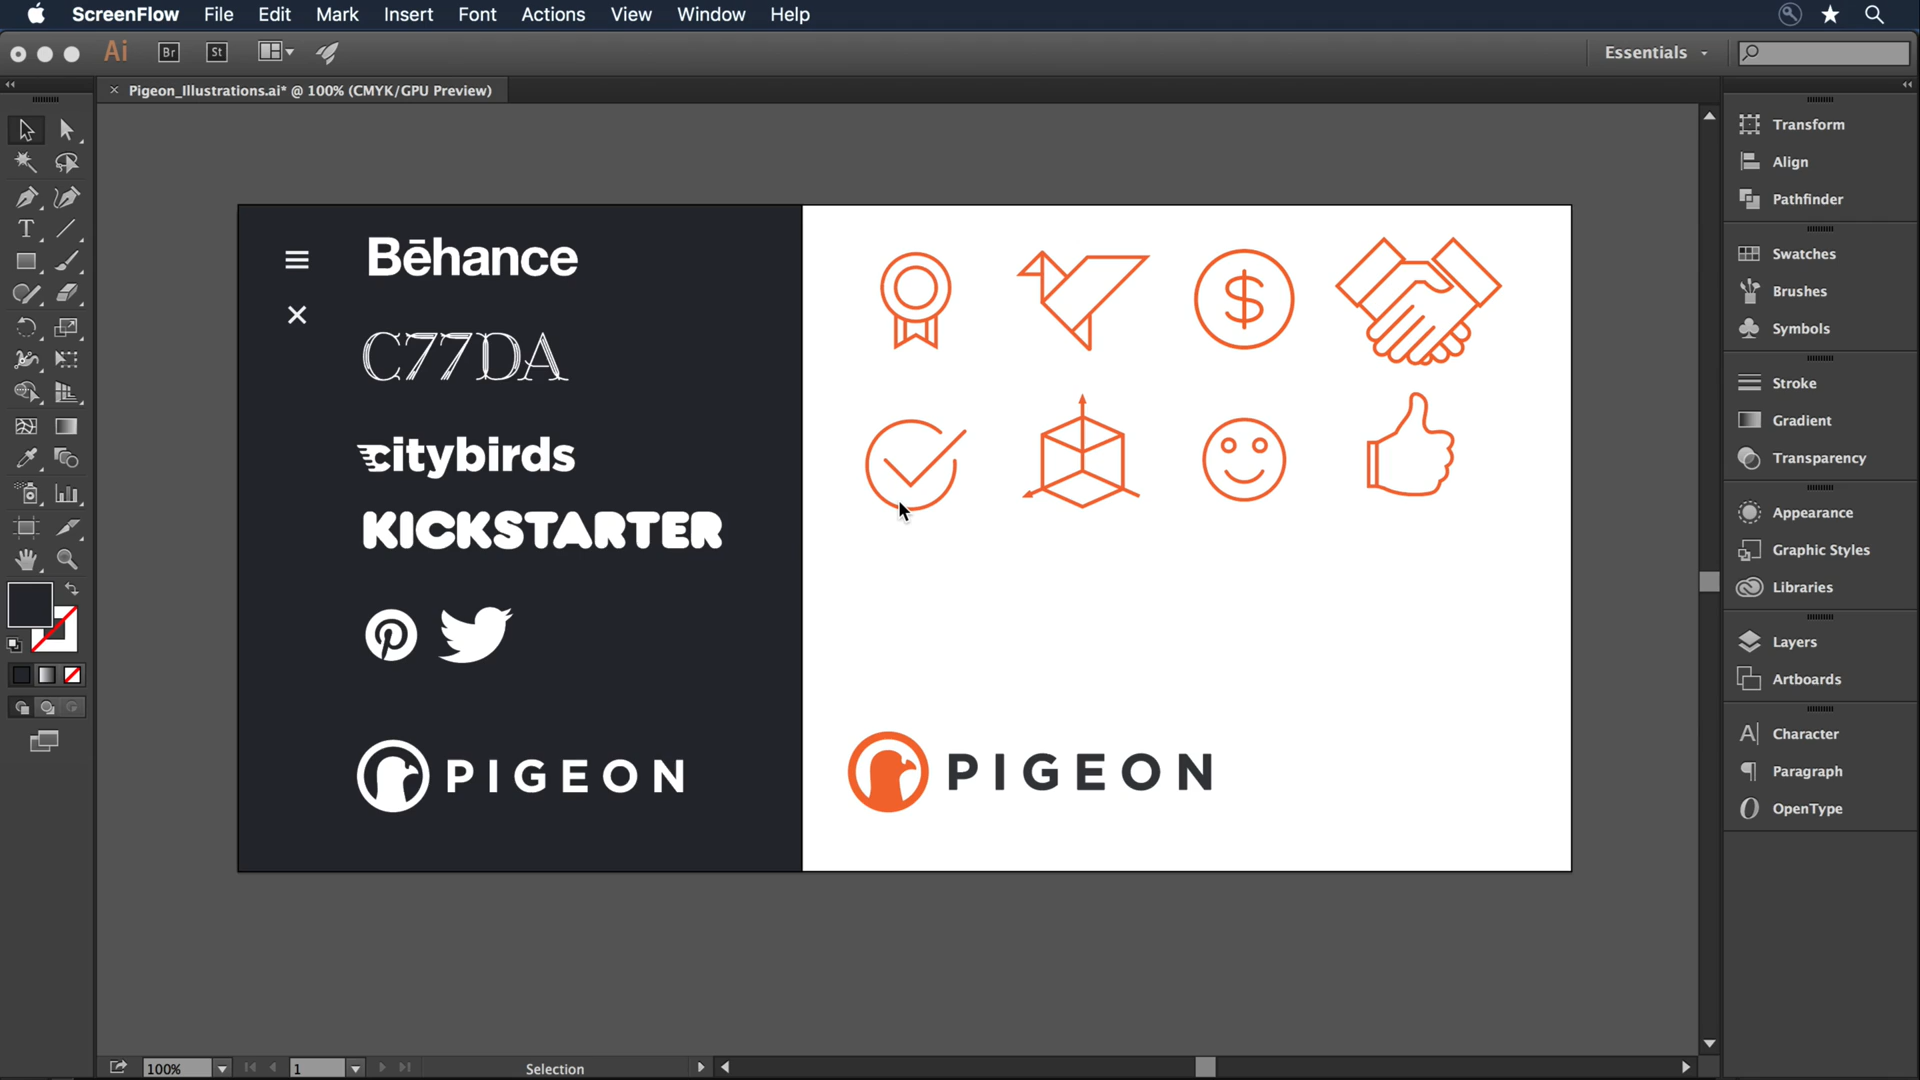 ScreenFlow File Edit Mark Insert Font Actions View Window Help
Ai Br St Essentials
× Pigeon_Illustrations.ai* @ 100% (CMYK/GPU Preview)
Bēhance
C77DA
citybirds
KICKSTARTER
PIGEON
$
PIGEON
T
Transform
Align
Pathfinder
Swatches
Brushes
Symbols
Stroke
Gradient
Transparency
Appearance
Graphic Styles
Libraries
Layers
Artboards
Character
Paragraph
OpenType
100% 1 Selection